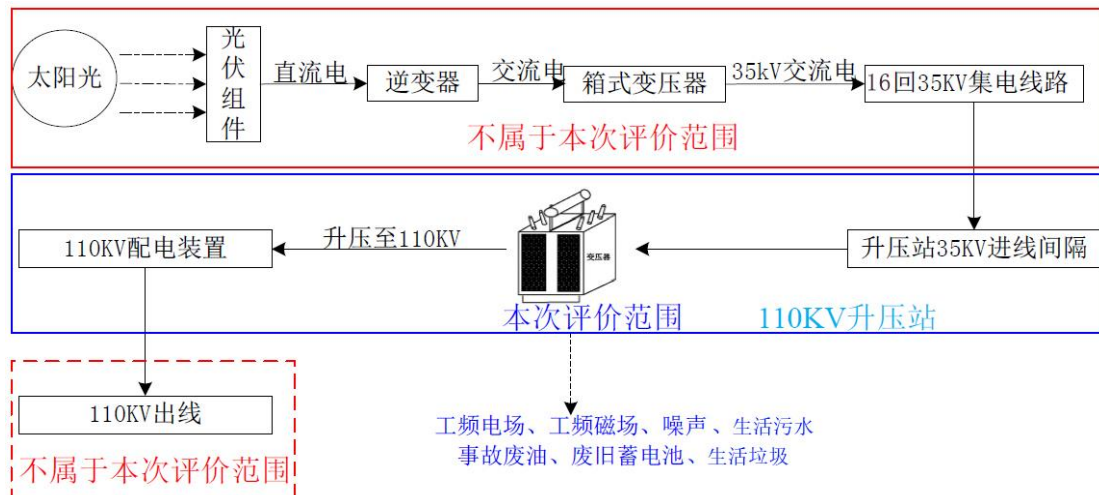 太阳光
光伏组件
直流电
逆变器
交流电
箱式变压器
35kV交流电
16回35KV集电线路
不属于本次评价范围
110KV配电装置
升压至110KV
变压器
升压站35KV进线间隔
本次评价范围
110KV升压站
110KV出线
不属于本次评价范围
工频电场、工频磁场、噪声、生活污水
事故废油、废旧蓄电池、生活垃圾